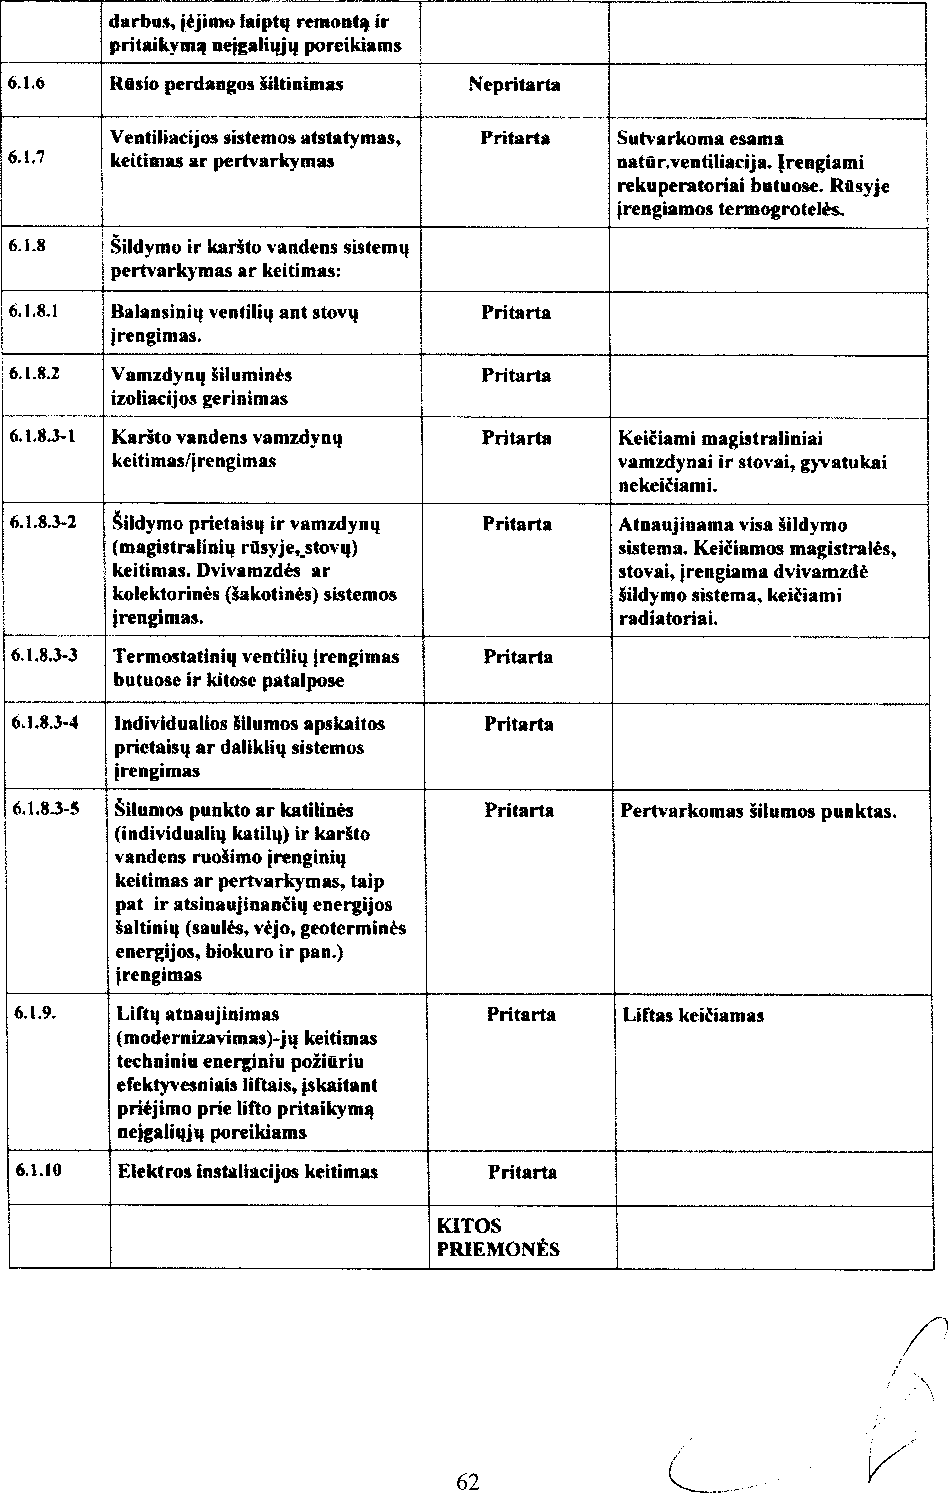 darbus, įėjimo laiptų remontą ir
pritaikymą neįgaliųjų poreikiams
6.1.6 Rūsio perdangos šiltinimas Nepritarta
6.1.7
Ventiliacijos sistemos atstatymas,
keitimas ar pertvarkymas
Pritarta
Sutvarkoma esama
natūr.ventiliacija. Įrengiami
rekuperatoriai butuose. Rūsyje
įrengiamos termogrotelės.
6.1.8
Šildymo ir karšto vandens sistemų
pertvarkymas ar keitimas:
6.1.8.1
Balansinių ventilių ant stovų
įrengimas.
Pritarta
6.1.8.2
Vamzdynų šiluminės
izoliacijos gerinimas
Pritarta
6.1.8.3-1
Karšto vandens vamzdynų
keitimas/įrengimas
Pritarta
Keičiami magistraliniai
vamzdynai ir stovai, gyvatukai
nekeičiami.
6.1.8.3-2
Šildymo prietaisų ir vamzdynų
(magistralinių rūsyje, stovų)
keitimas. Dvivamzdės ar
kolektorinės (šakotinės) sistemos
įrengimas.
Pritarta
Atnaujinama visa šildymo
sistema. Keičiamos magistralės,
stovai, įrengiama dvivamzdė
šildymo sistema, keičiami
radiatoriai.
6.1.8.3-3
Termostatinių ventilių įrengimas
butuose ir kitose patalpose
Pritarta
6.1.8.3-4
Individualios šilumos apskaitos
prietaisų ar daliklių sistemos
įrengimas
Pritarta
6.1.8.3-5
Šilumos punkto ar katilinės
(individualių katilų) ir karšto
vandens ruošimo įrenginių
keitimas ar pertvarkymas, taip
pat ir atsinaujinančių energijos
šaltinių (saulės, vėjo, geoterminės
energijos, biokuro ir pan.)
įrengimas
Pritarta
Pertvarkomas šilumos punktas.
6.1.9.
Liftų atnaujinimas
(modernizavimas)-jų keitimas
techniniu energiniu požiūriu
efektyvesniais liftais, įskaitant
priėjimo prie lifto pritaikymą
neįgaliųjų poreikiams
Pritarta
Liftas keičiamas
6.1.10 Elektros instaliacijos keitimas Pritarta
KITOS
PRIEMONĖS
62